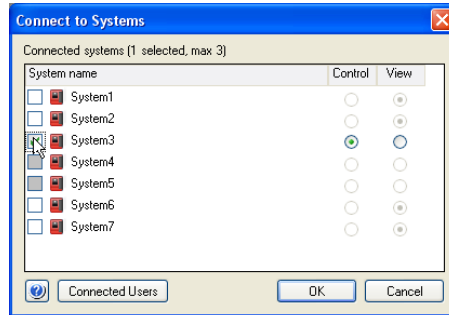 Connect to Systems
Connected systems (1 selected, max 3)
System name Control View
System1
System2
System3
System4
System5
System6
System7
Connected Users OK Cancel